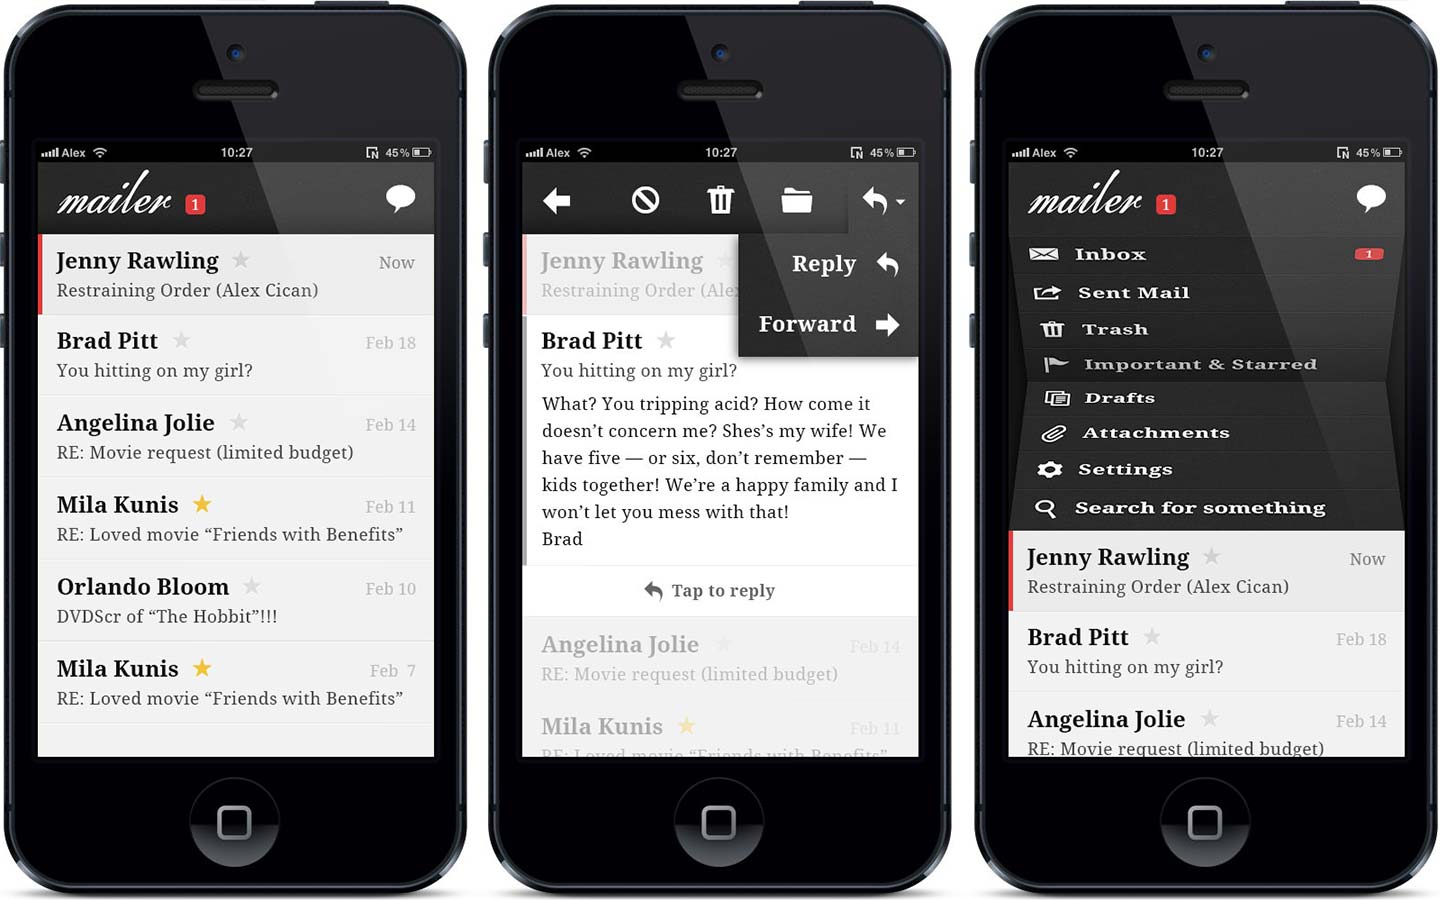 Alex 10:27 45%
mailer 1
Jenny Rawling Now
Restraining Order (Alex Cican)
Brad Pitt Feb 18
You hitting on my girl?
Angelina Jolie Feb 14
RE: Movie request (limited budget)
Mila Kunis Feb 11
RE: Loved movie “Friends with Benefits”
Orlando Bloom Feb 10
DVDScr of “The Hobbit”!!!
Mila Kunis Feb 7
RE: Loved movie “Friends with Benefits”
Alex 10:27 45%
Reply
Forward
Jenny Rawling
Restraining Order (Alex
Brad Pitt
You hitting on my girl?
What? You tripping acid? How come it
doesn’t concern me? Shes’s my wife! We
have five — or six, don’t remember —
kids together! We’re a happy family and I
won’t let you mess with that!
Brad
Tap to reply
Angelina Jolie Feb 14
RE: Movie request (limited budget)
Mila Kunis Feb 11
RE: Loved movie “Friends with Benefits”
Alex 10:27 45%
mailer 1
Inbox 1
Sent Mail
Trash
Important & Starred
Drafts
Attachments
Settings
Search for something
Jenny Rawling Now
Restraining Order (Alex Cican)
Brad Pitt Feb 18
You hitting on my girl?
Angelina Jolie Feb 14
RE: Movie request (limited budget)